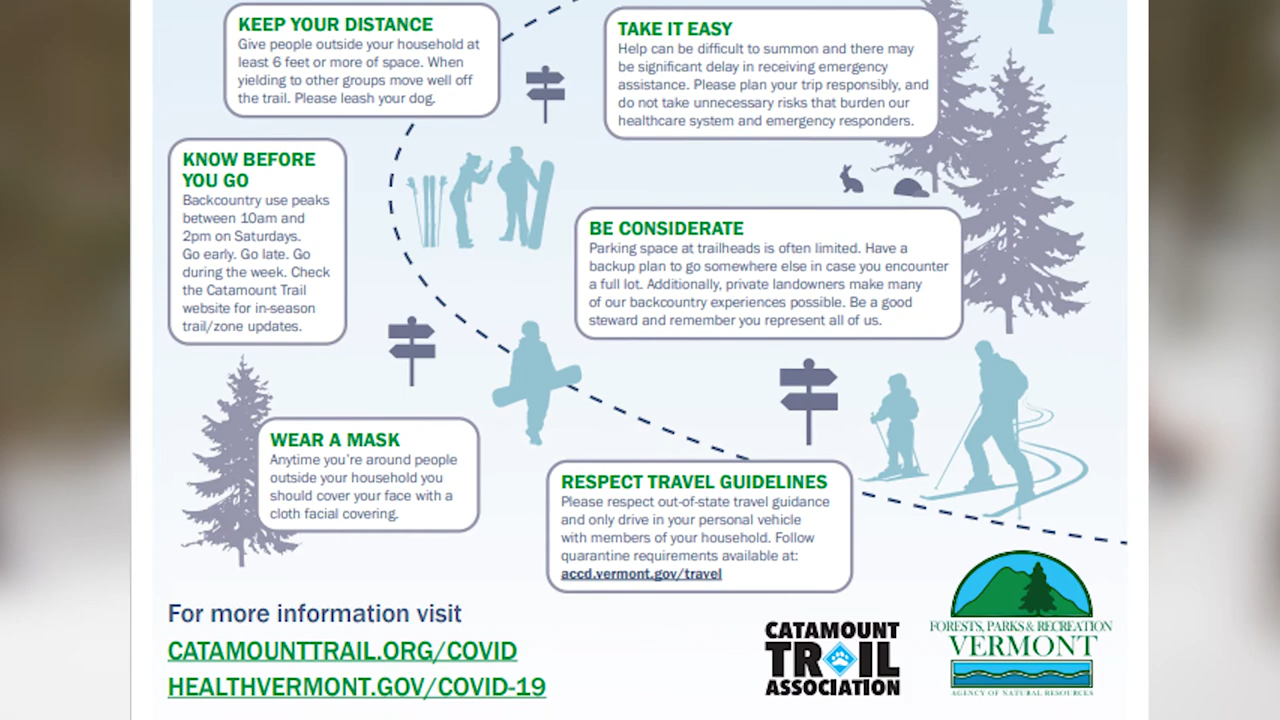 KEEP YOUR DISTANCE
Give people outside your household at
least 6 feet or more of space. When
yielding to other groups move well off
the trail. Please leash your dog.
TAKE IT EASY
Help can be difficult to summon and there may
be significant delay in receiving emergency
assistance. Please plan your trip responsibly, and
do not take unnecessary risks that burden our
healthcare system and emergency responders.
KNOW BEFORE
YOU GO
Backcountry use peaks
between 10am and
2pm on Saturdays.
Go early. Go late. Go
during the week. Check
the Catamount Trail
website for in-season
trail/zone updates.
BE CONSIDERATE
Parking space at trailheads is often limited. Have a
backup plan to go somewhere else in case you encounter
a full lot. Additionally, private landowners make many
of our backcountry experiences possible. Be a good
steward and remember you represent all of us.
WEAR A MASK
Anytime you're around people
outside your household you
should cover your face with a
cloth facial covering.
RESPECT TRAVEL GUIDELINES
Please respect out-of-state travel guidance
and only drive in your personal vehicle
with members of your household. Follow
quarantine requirements available at:
accd.vermont.gov/travel
For more information visit
CATAMOUNTTRAIL.ORG/COVID
HEALTHVERMONT.GOV/COVID-19
CATAMOUNT
TRAIL
ASSOCIATION
FORESTS, PARKS & RECREATION
VERMONT
AGENCY OF NATURAL RESOURCES